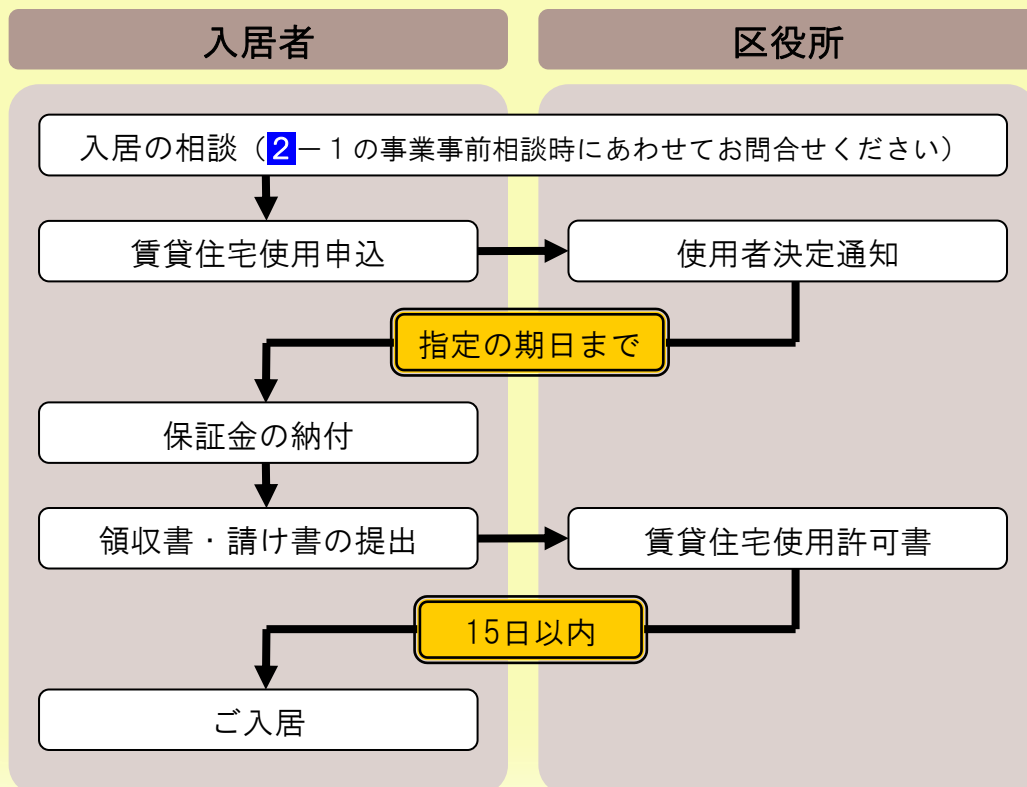 入居者
区役所
入居の相談（2－１の事業事前相談時にあわせてお問合せください）
賃貸住宅使用申込
使用者決定通知
指定の期日まで
保証金の納付
領収書・請け書の提出
賃貸住宅使用許可書
15日以内
ご入居